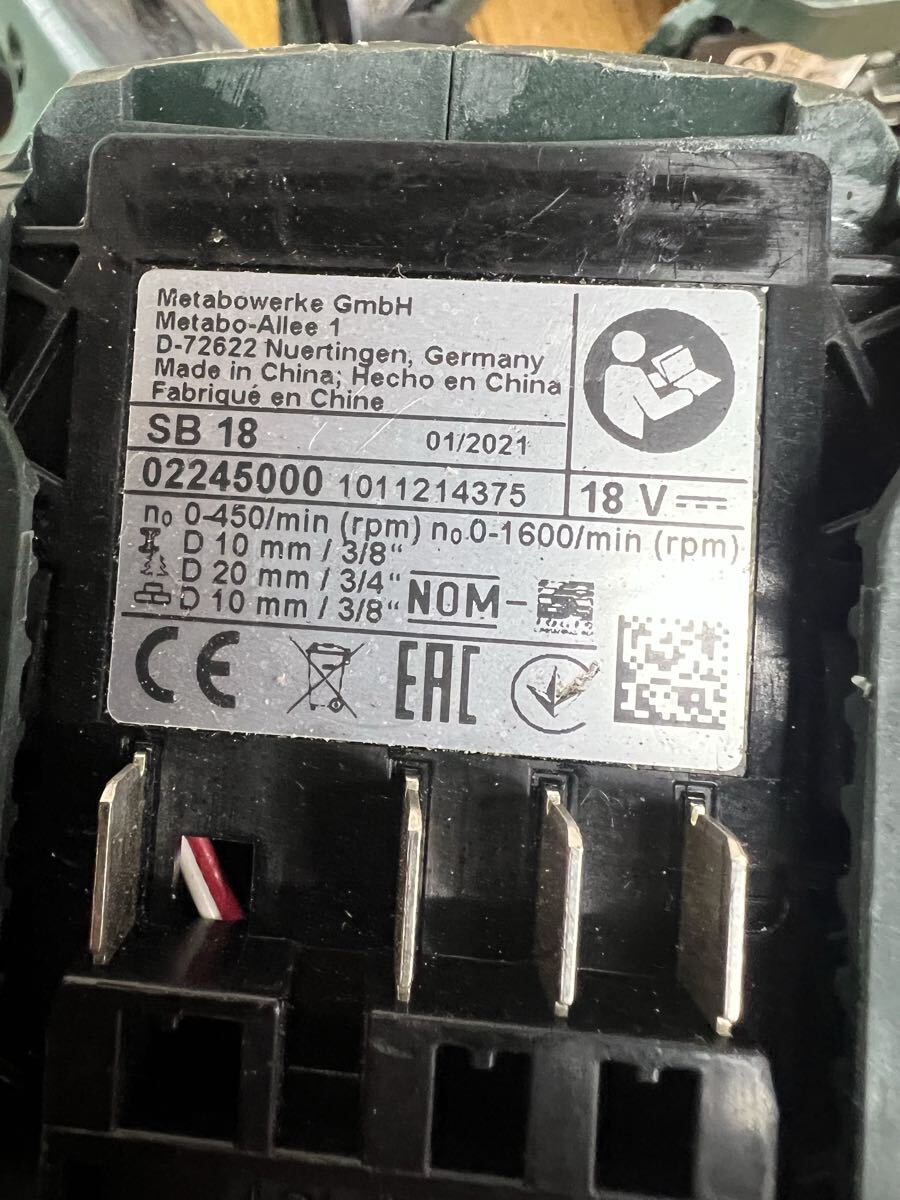 Metabowerke GmbH
Metabo-Allee 1
D-72622 Nuertingen, Germany
Made in China; Hecho en China
Fabriqué en Chine
SB 18 01/2021
02245000 1011214375 18 V
n₀ 0-450/min (rpm) n₀ 0-1600/min (rpm)
D 10 mm / 3/8“
D 20 mm / 3/4“
D 10 mm / 3/8“ NOM-
CE EAC